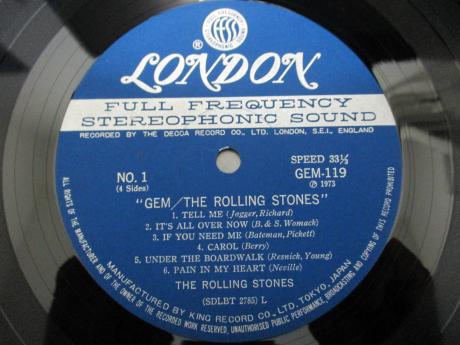 FULL FREQUENCY STEREOPHONIC SOUND
FFSS
® LONDON
FULL FREQUENCY
STEREOPHONIC SOUND
RECORDED BY THE DECCA RECORD CO., LTD. LONDON, S.E.I., ENGLAND
NO. 1
(4 Sides)
SPEED 33⅓
GEM-119
Ⓟ 1973
"GEM/THE ROLLING STONES"
1. TELL ME (Jagger, Richard)
2. IT'S ALL OVER NOW (B. & S. Womach)
3. IF YOU NEED ME (Bateman, Pickett)
4. CAROL (Berry)
5. UNDER THE BOARDWALK (Resnick, Young)
6. PAIN IN MY HEART (Neville)
THE ROLLING STONES
(SDLBT 2785) L
MANUFACTURED BY KING RECORD CO., LTD. TOKYO, JAPAN
ALL RIGHTS OF THE MANUFACTURER AND OF THE OWNER OF THE RECORDED WORK RESERVED, UNAUTHORISED PUBLIC PERFORMANCE, BROADCASTING AND COPYING OF THIS RECORD PROHIBITED